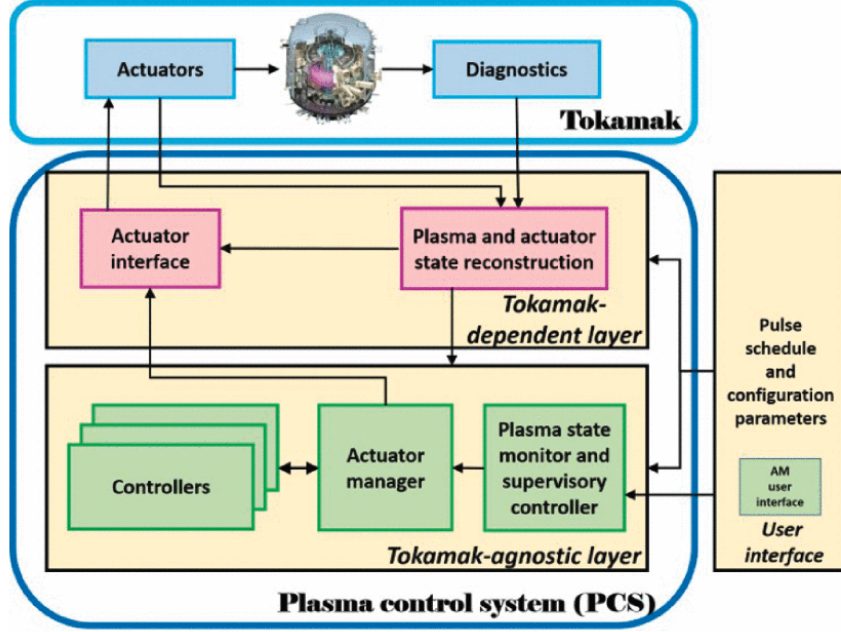 Actuators
Diagnostics
Tokamak
Actuator
interface
Plasma and actuator
state reconstruction
Tokamak-
dependent layer
Pulse
schedule
and
configuration
parameters
Controllers
Actuator
manager
Plasma state
monitor and
supervisory
controller
AM
user
interface
User
interface
Tokamak-agnostic layer
Plasma control system (PCS)